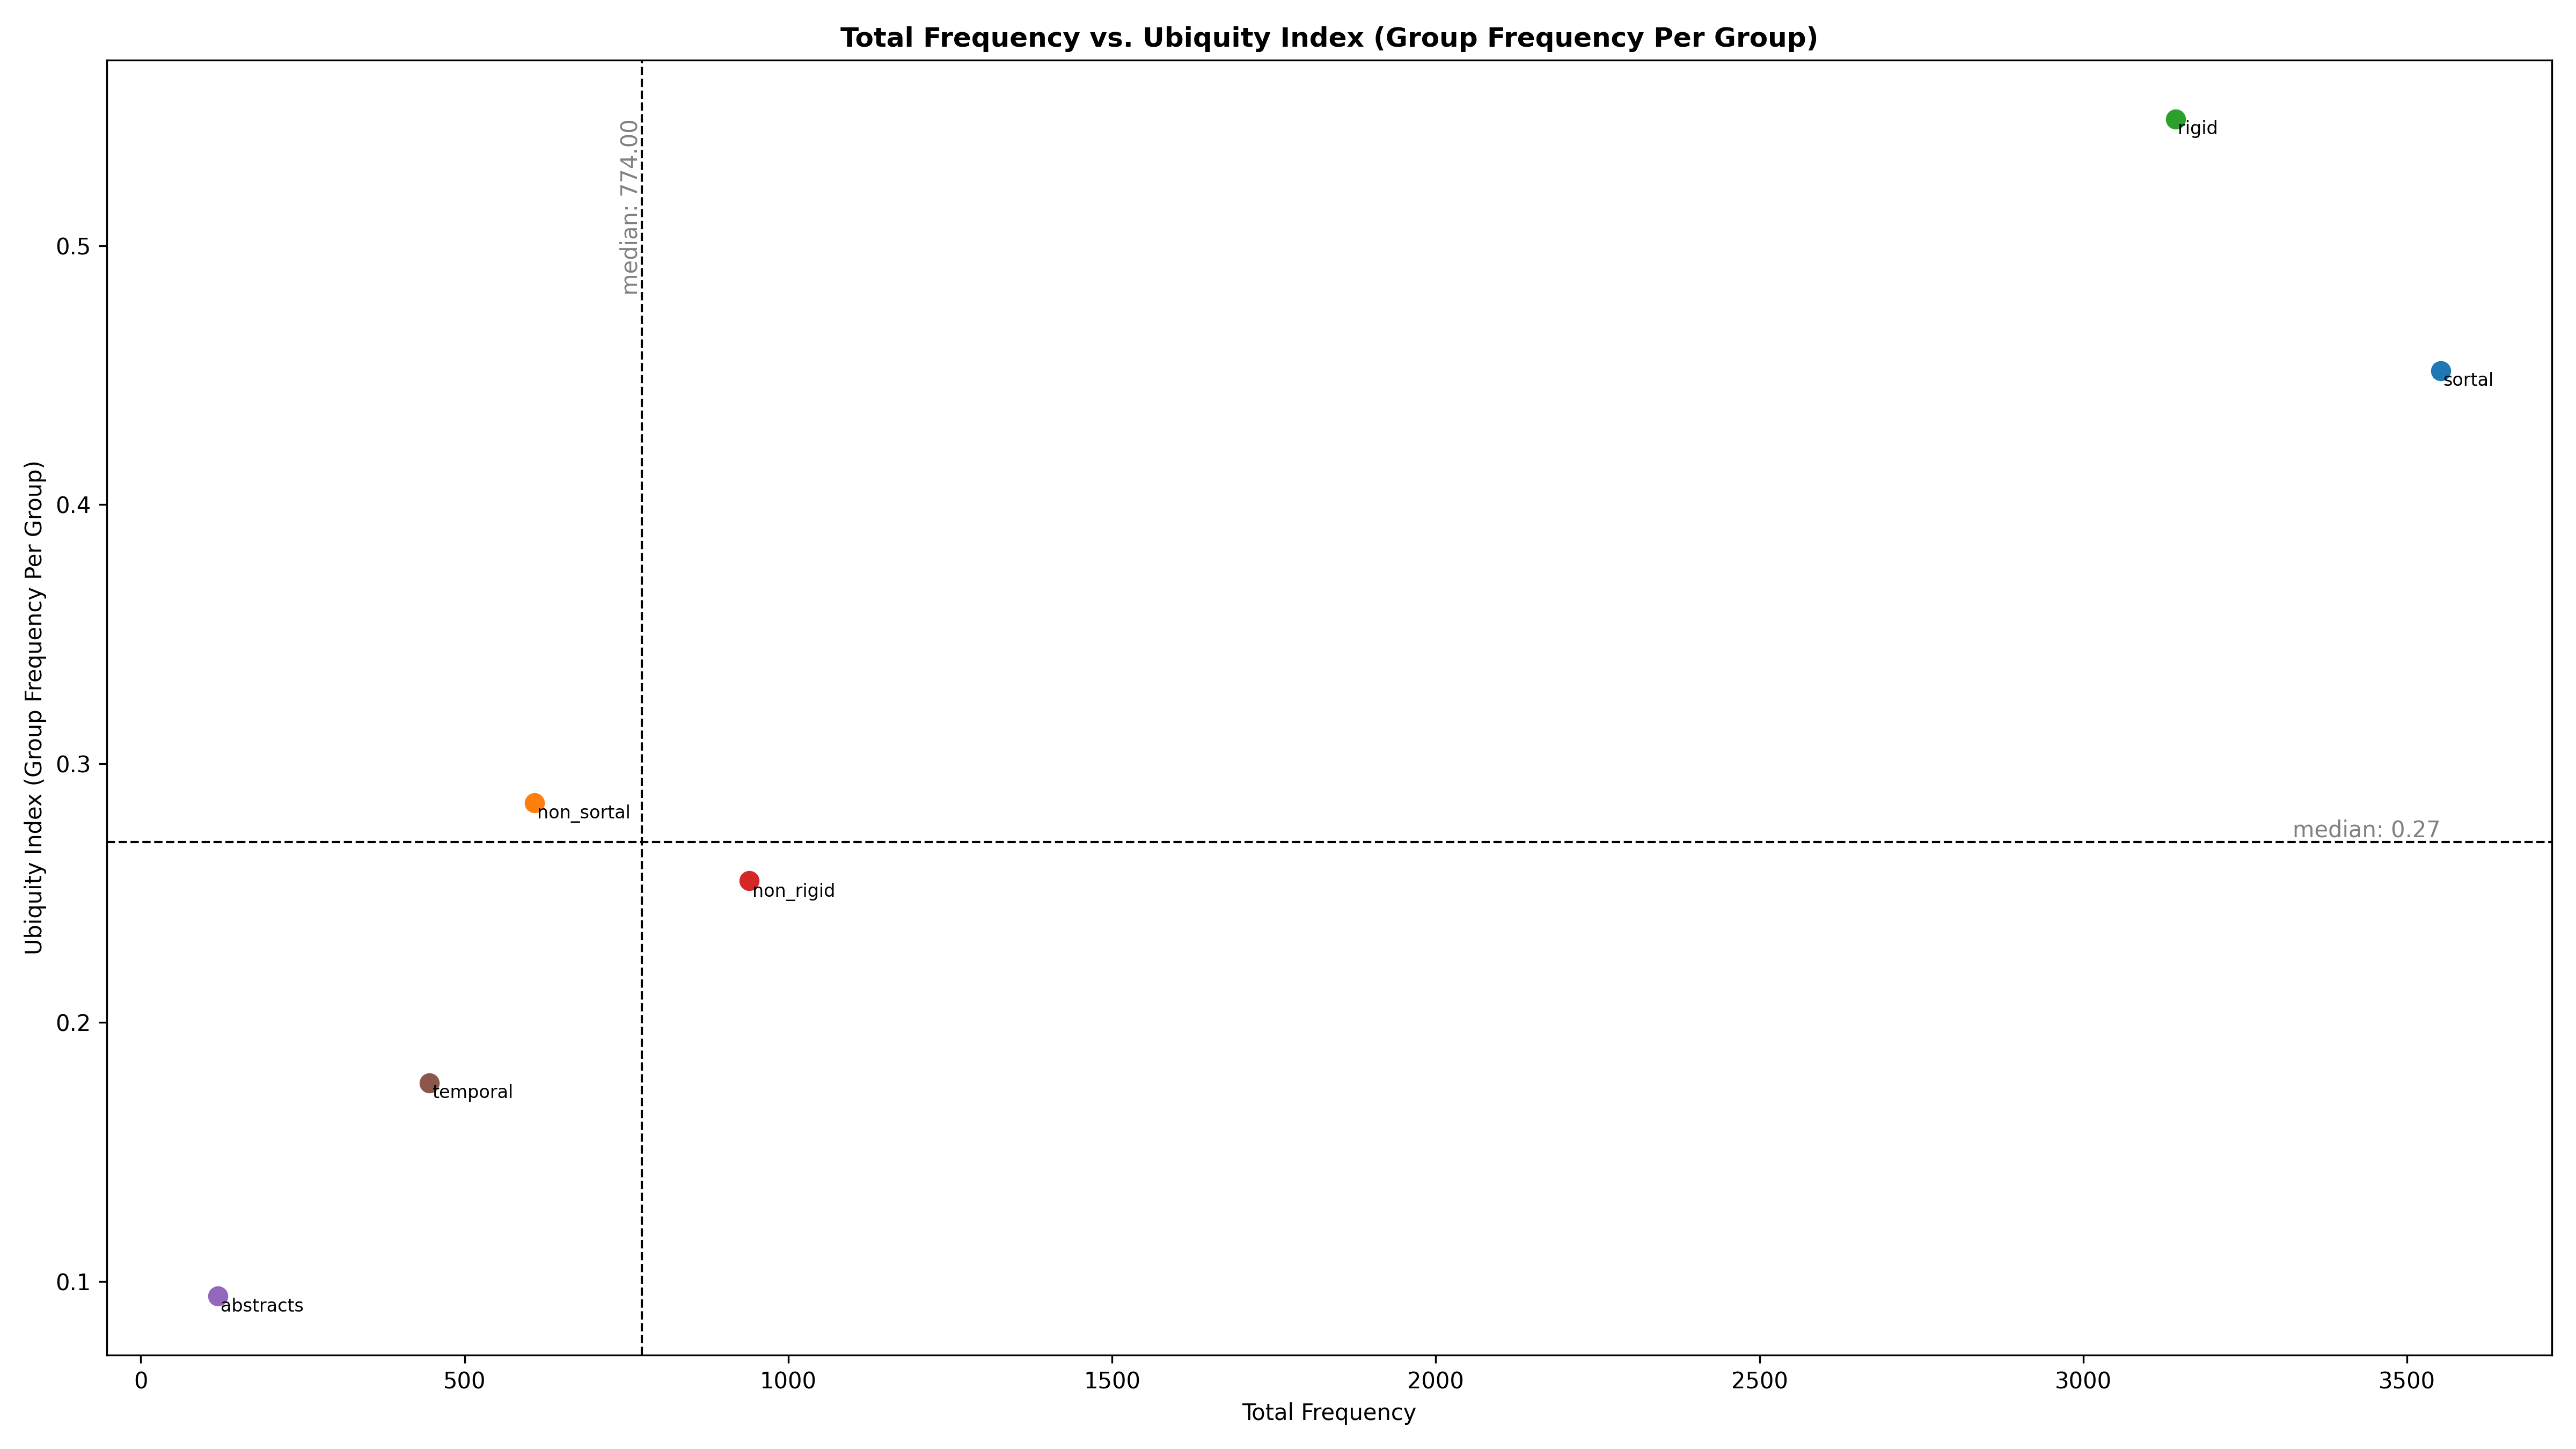 Total Frequency vs. Ubiquity Index (Group Frequency Per Group)
Ubiquity Index (Group Frequency Per Group)
0.5
0.4
0.3
0.2
0.1
median: 774.00
rigid
sortal
non_sortal
median: 0.27
non_rigid
temporal
abstracts
0 500 1000 1500 2000 2500 3000 3500
Total Frequency